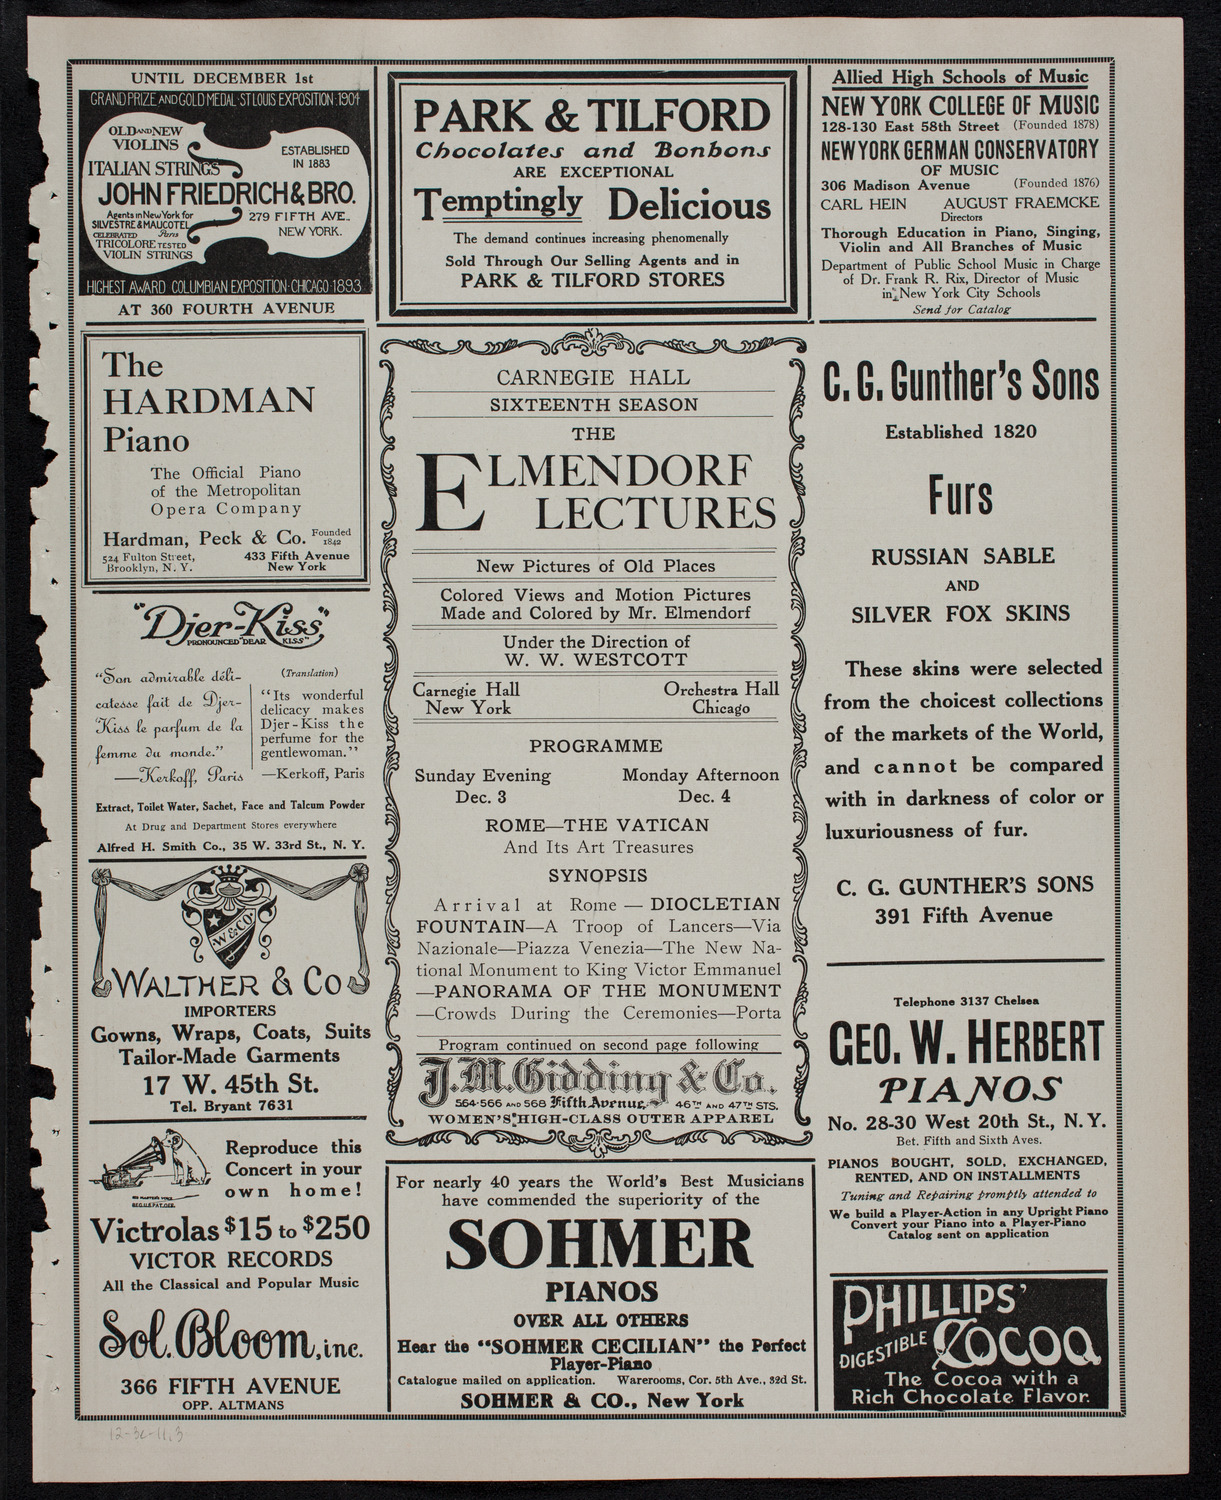 UNTIL DECEMBER 1st
GRAND PRIZE AND GOLD MEDAL · ST LOUIS EXPOSITION · 1904
OLD AND NEW
VIOLINS
ITALIAN STRINGS
ESTABLISHED
IN 1883
JOHN FRIEDRICH & BRO.
Agents in New York for
SILVESTRE & MAUCOTEL
Paris
CELEBRATED
TRICOLORE TESTED
VIOLIN STRINGS
279 FIFTH AVE.
NEW YORK.
HIGHEST AWARD COLUMBIAN EXPOSITION · CHICAGO · 1893
AT 360 FOURTH AVENUE
The
HARDMAN
Piano
The Official Piano
of the Metropolitan
Opera Company
Hardman, Peck & Co. Founded 1842
524 Fulton Street, 433 Fifth Avenue
Brooklyn, N. Y. New York
"Djer-Kiss"
PRONOUNCED "DEAR KISS"
"Son admirable déli-
catesse fait de Djer-
Kiss le parfum de la
femme du monde."
—Kerkoff, Paris
(Translation)
"Its wonderful
delicacy makes
Djer-Kiss the
perfume for the
gentlewoman."
—Kerkoff, Paris
Extract, Toilet Water, Sachet, Face and Talcum Powder
At Drug and Department Stores everywhere
Alfred H. Smith Co., 35 W. 33rd St., N. Y.
W & CO.
WALTHER & CO
IMPORTERS
Gowns, Wraps, Coats, Suits
Tailor-Made Garments
17 W. 45th St.
Tel. Bryant 7631
HIS MASTER'S VOICE
REG. U.S. PAT. OFF.
Reproduce this
Concert in your
own home!
Victrolas $15 to $250
VICTOR RECORDS
All the Classical and Popular Music
Sol. Bloom, inc.
366 FIFTH AVENUE
OPP. ALTMANS
PARK & TILFORD
Chocolates and Bonbons
ARE EXCEPTIONAL
Temptingly Delicious
The demand continues increasing phenomenally
Sold Through Our Selling Agents and in
PARK & TILFORD STORES
CARNEGIE HALL
SIXTEENTH SEASON
THE
ELMENDORF
LECTURES
New Pictures of Old Places
Colored Views and Motion Pictures
Made and Colored by Mr. Elmendorf
Under the Direction of
W. W. WESTCOTT
Carnegie Hall Orchestra Hall
New York Chicago
PROGRAMME
Sunday Evening Monday Afternoon
Dec. 3 Dec. 4
ROME—THE VATICAN
And Its Art Treasures
SYNOPSIS
Arrival at Rome — DIOCLETIAN
FOUNTAIN—A Troop of Lancers—Via
Nazionale—Piazza Venezia—The New Na-
tional Monument to King Victor Emmanuel
—PANORAMA OF THE MONUMENT
—Crowds During the Ceremonies—Porta
Program continued on second page following
J. M. Gidding & Co.
564-566 AND 568 Fifth Avenue, 46TH AND 47TH STS.
WOMEN'S HIGH-CLASS OUTER APPAREL
For nearly 40 years the World's Best Musicians
have commended the superiority of the
SOHMER
PIANOS
OVER ALL OTHERS
Hear the "SOHMER CECILIAN" the Perfect
Player-Piano
Catalogue mailed on application. Warerooms, Cor. 5th Ave., 32d St.
SOHMER & CO., New York
Allied High Schools of Music
NEW YORK COLLEGE OF MUSIC
128-130 East 58th Street (Founded 1878)
NEW YORK GERMAN CONSERVATORY
OF MUSIC
306 Madison Avenue (Founded 1876)
CARL HEIN AUGUST FRAEMCKE
Directors
Thorough Education in Piano, Singing,
Violin and All Branches of Music
Department of Public School Music in Charge
of Dr. Frank R. Rix, Director of Music
in New York City Schools
Send for Catalog
C. G. Gunther's Sons
Established 1820
Furs
RUSSIAN SABLE
AND
SILVER FOX SKINS
These skins were selected
from the choicest collections
of the markets of the World,
and cannot be compared
with in darkness of color or
luxuriousness of fur.
C. G. GUNTHER'S SONS
391 Fifth Avenue
Telephone 3137 Chelsea
GEO. W. HERBERT
PIANOS
No. 28-30 West 20th St., N. Y.
Bet. Fifth and Sixth Aves.
PIANOS BOUGHT, SOLD, EXCHANGED,
RENTED, AND ON INSTALLMENTS
Tuning and Repairing promptly attended to
We build a Player-Action in any Upright Piano
Convert your Piano into a Player-Piano
Catalog sent on application
PHILLIPS'
DIGESTIBLE COCOA
The Cocoa with a
Rich Chocolate Flavor.